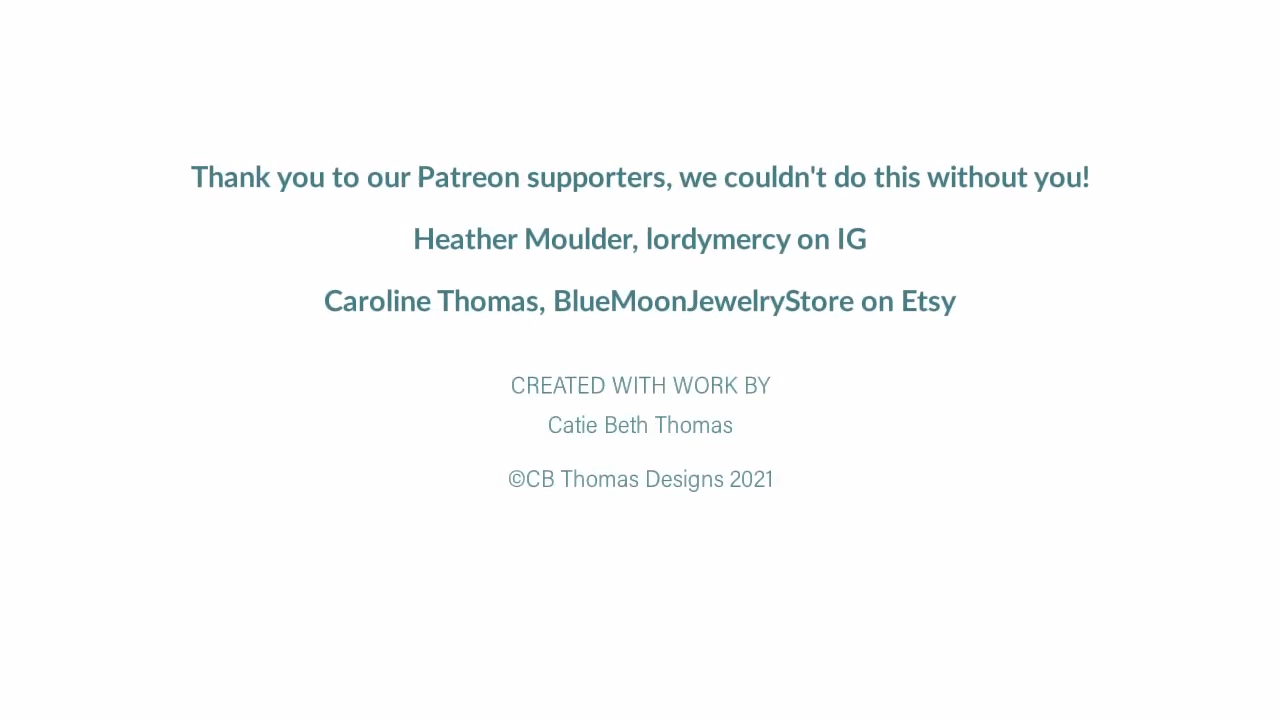 Thank you to our Patreon supporters, we couldn't do this without you!
Heather Moulder, lordymercy on IG
Caroline Thomas, BlueMoonJewelryStore on Etsy
CREATED WITH WORK BY
Catie Beth Thomas
©CB Thomas Designs 2021